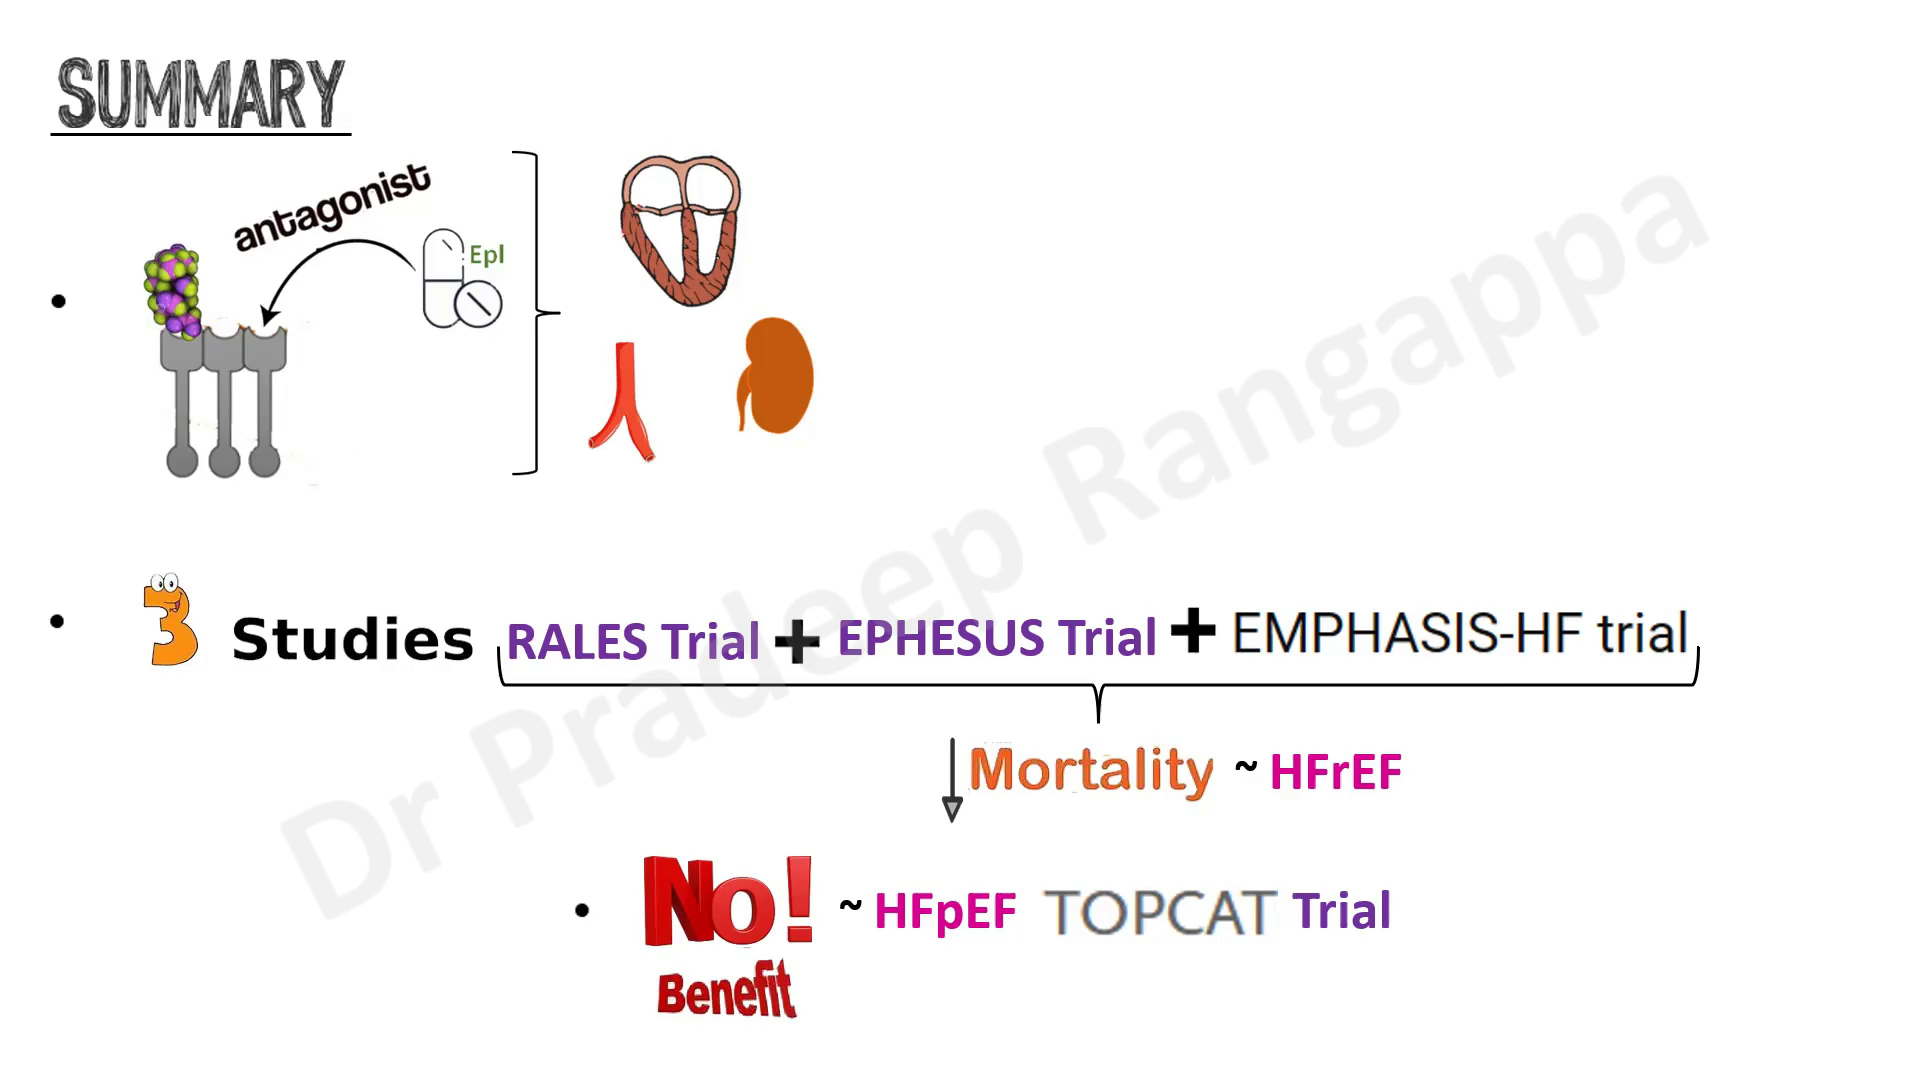 SUMMARY
antagonist
Epl
3 Studies RALES Trial + EPHESUS Trial + EMPHASIS-HF trial
Mortality ~ HFrEF
No! ~ HFpEF TOPCAT Trial
Benefit
Dr Pradeep Rangappa